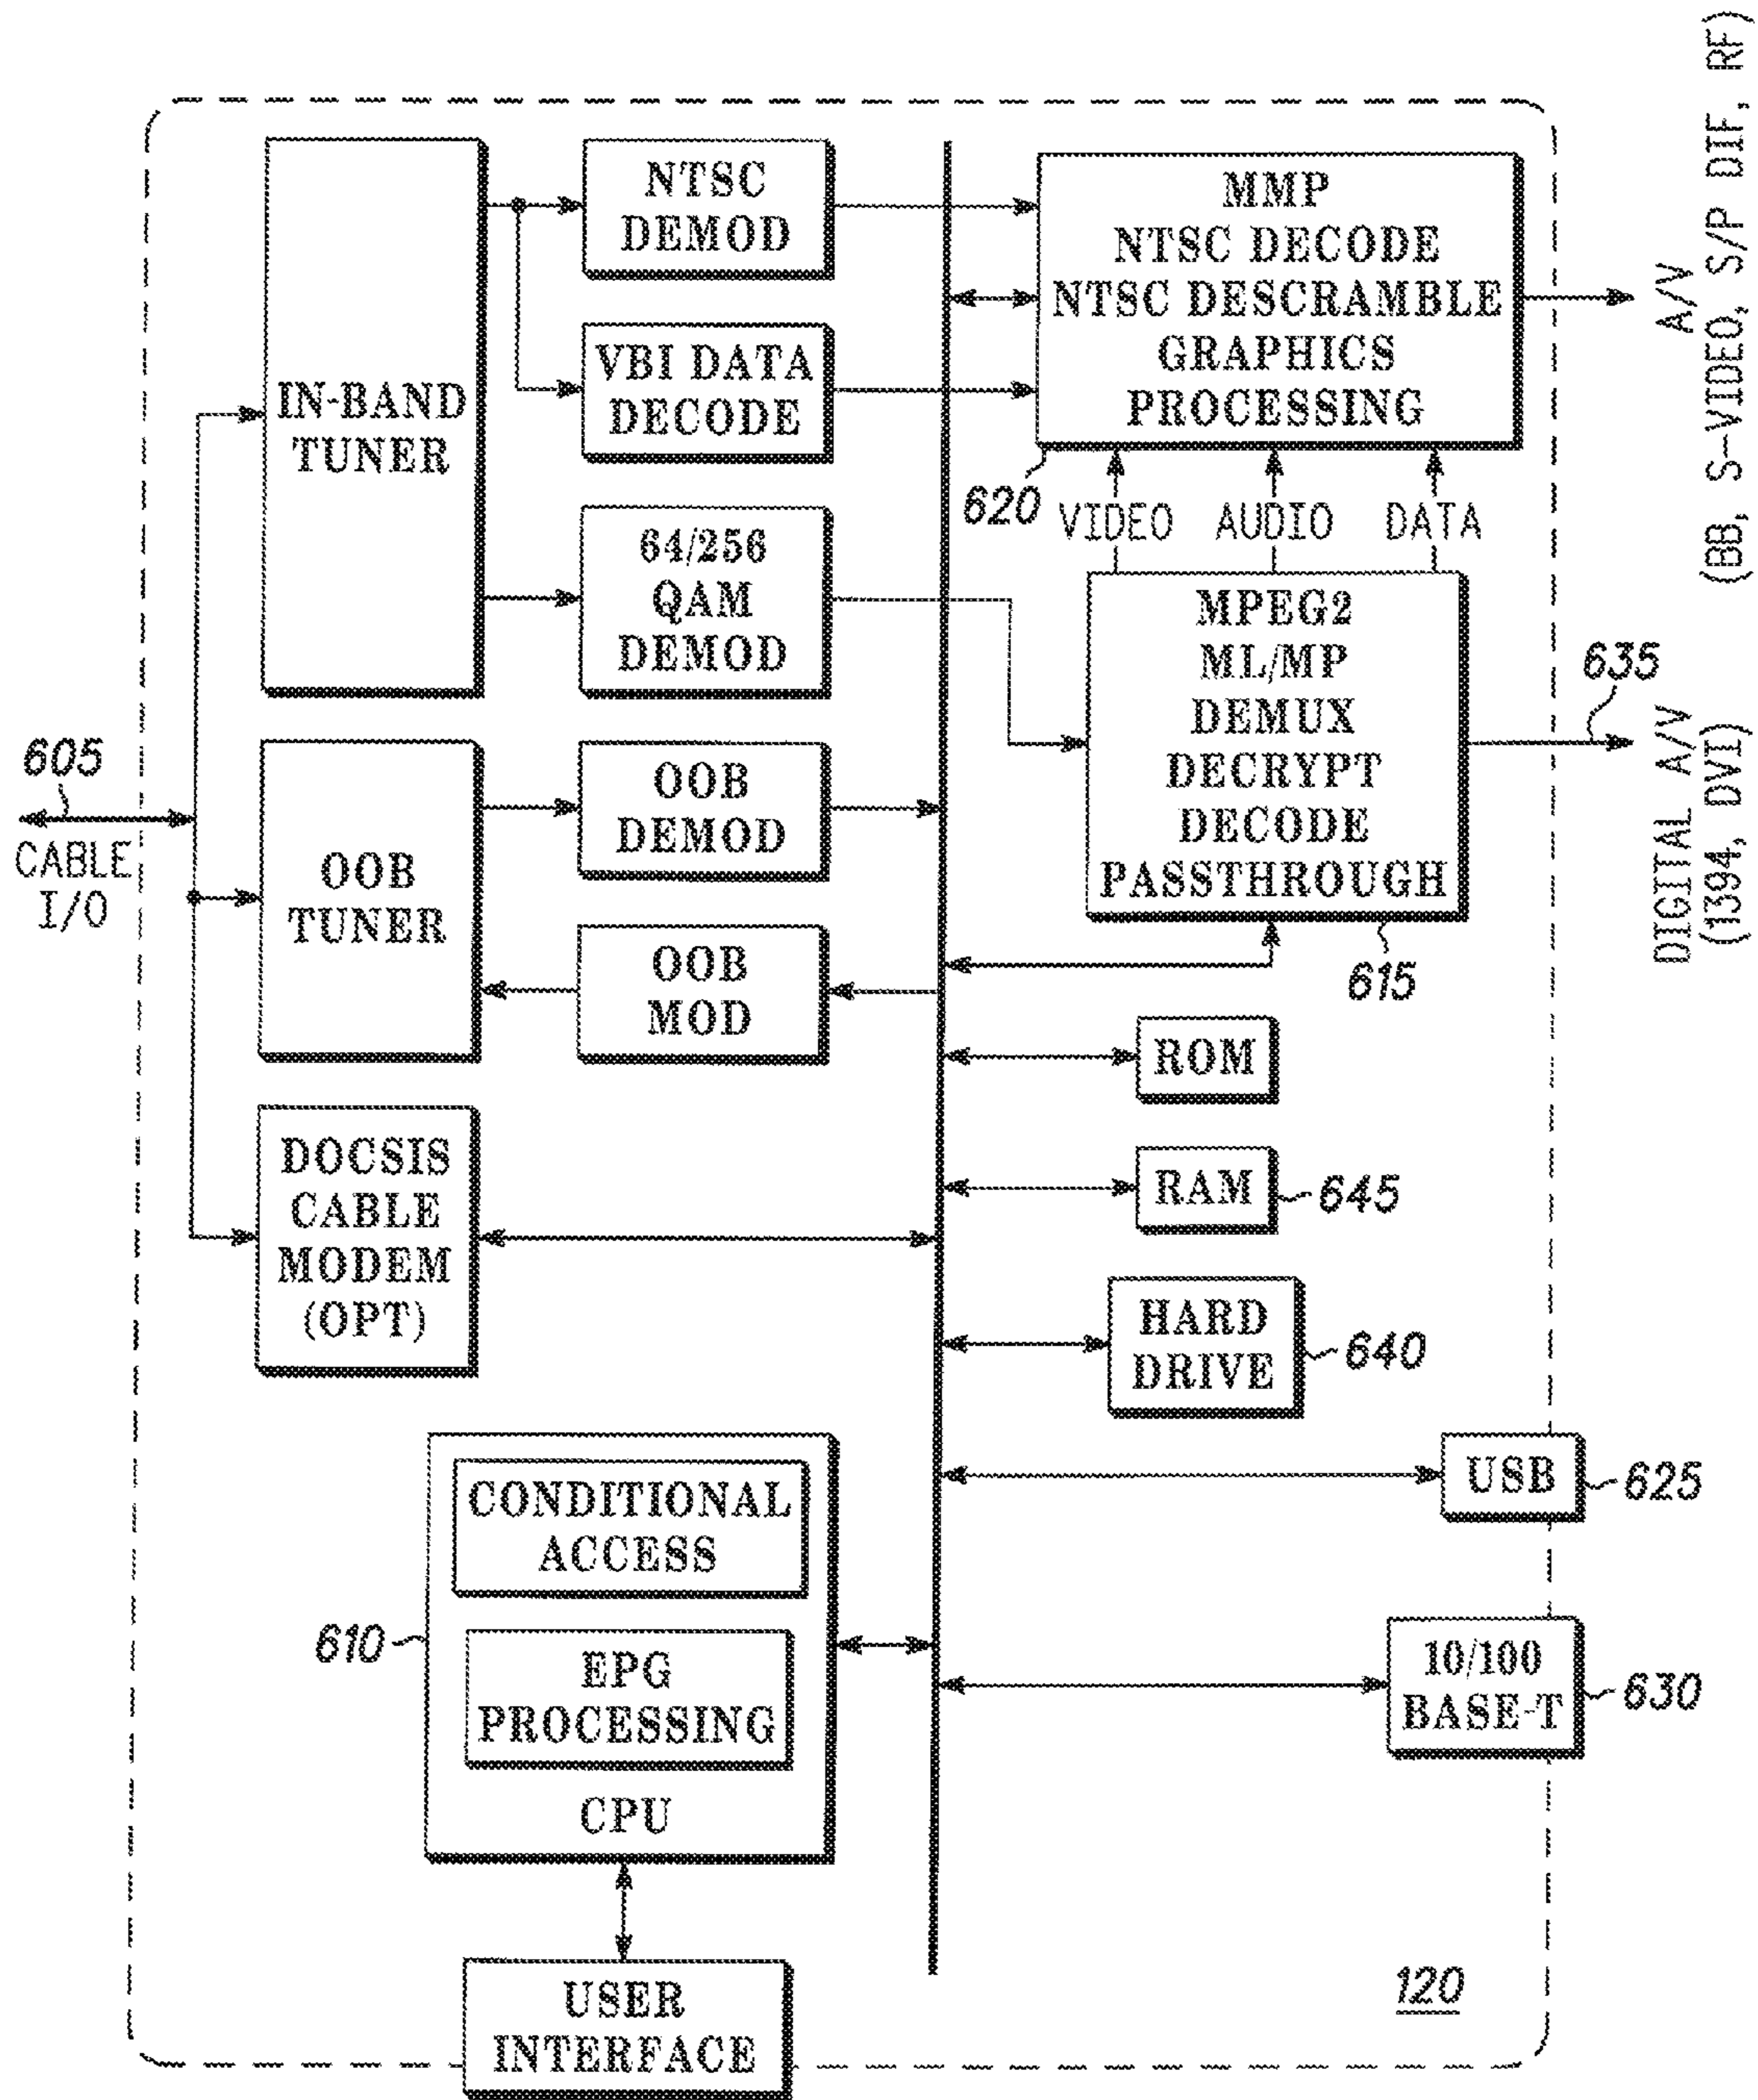 IN-BAND
TUNER
NTSC
DEMOD
VBI DATA
DECODE
64/256
QAM
DEMOD
MMP
NTSC DECODE
NTSC DESCRAMBLE
GRAPHICS
PROCESSING
620
VIDEO AUDIO DATA
A/V
(BB, S-VIDEO, S/P DIF, RF)
MPEG2
ML/MP
DEMUX
DECRYPT
DECODE
PASSTHROUGH
615
635
DIGITAL A/V
(1394, DVI)
605
CABLE
I/O
OOB
TUNER
OOB
DEMOD
OOB
MOD
ROM
DOCSIS
CABLE
MODEM
(OPT)
RAM
645
HARD
DRIVE
640
USB
625
610
CONDITIONAL
ACCESS
EPG
PROCESSING
CPU
10/100
BASE-T
630
USER
INTERFACE
120